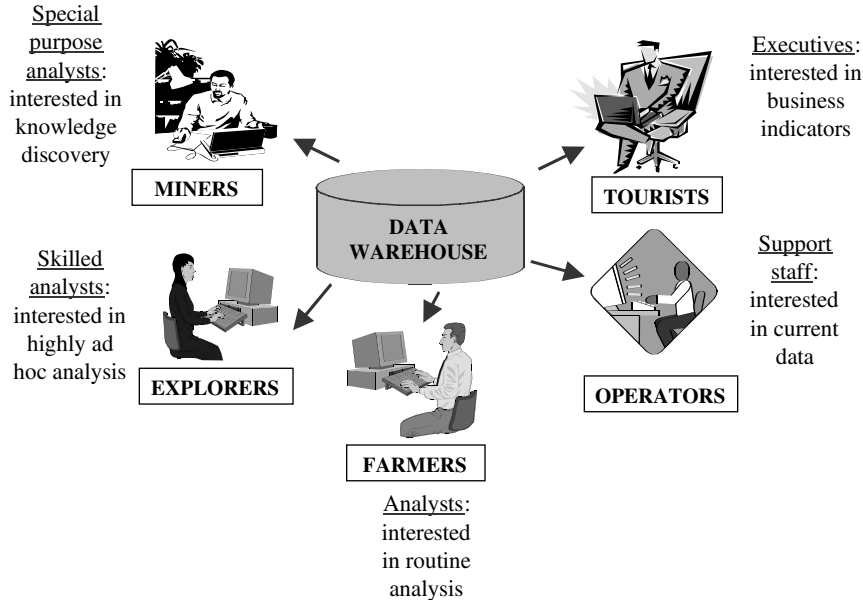 Special
purpose
analysts:
interested in
knowledge
discovery
MINERS
Executives:
interested in
business
indicators
TOURISTS
DATA
WAREHOUSE
Skilled
analysts:
interested in
highly ad
hoc analysis
EXPLORERS
Support
staff:
interested
in current
data
OPERATORS
FARMERS
Analysts:
interested
in routine
analysis